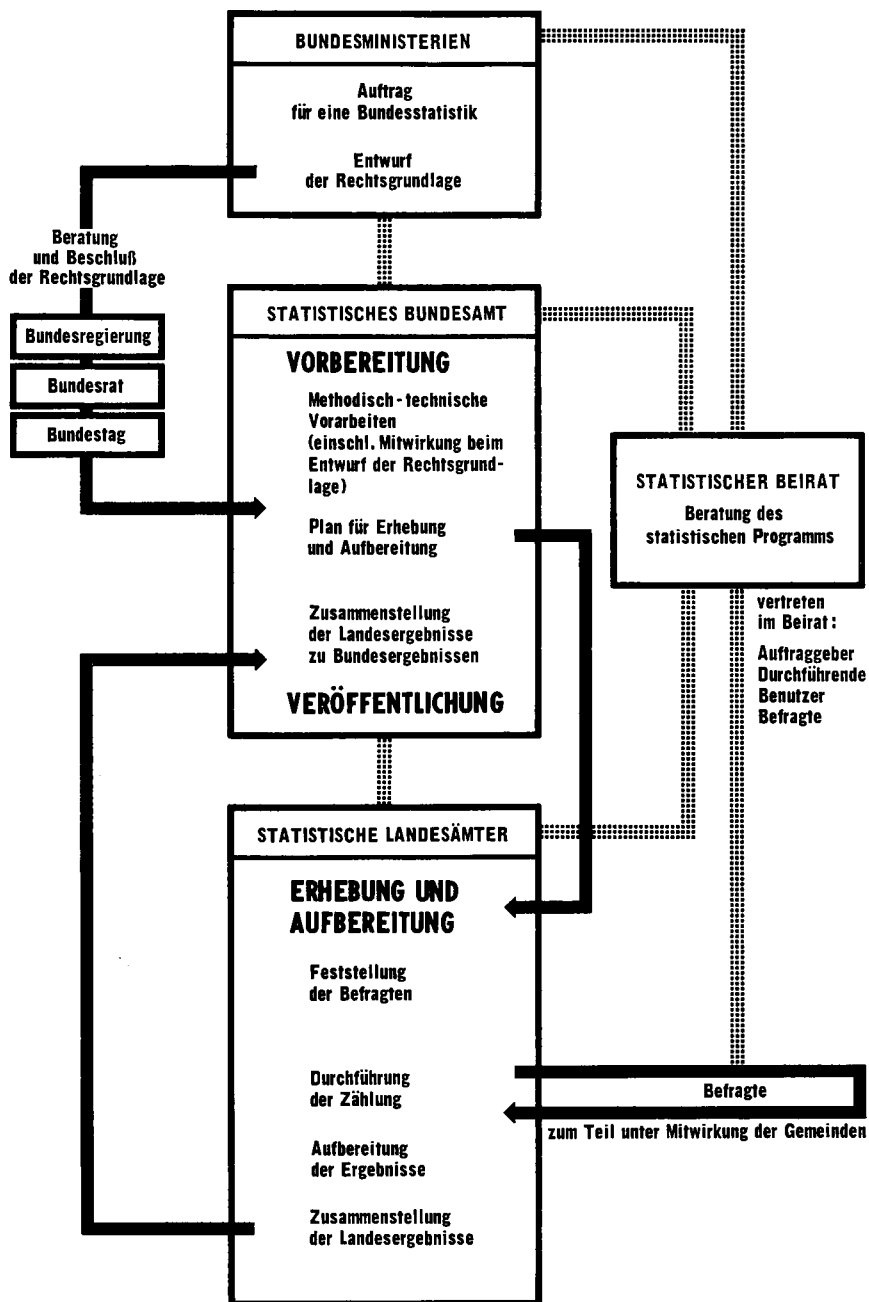 BUNDESMINISTERIEN
Auftrag
für eine Bundesstatistik
Entwurf
der Rechtsgrundlage
Beratung
und Beschluß
der Rechtsgrundlage
Bundesregierung
Bundesrat
Bundestag
STATISTISCHES BUNDESAMT
VORBEREITUNG
Methodisch-technische
Vorarbeiten
(einschl. Mitwirkung beim
Entwurf der Rechtsgrund-
lage)
Plan für Erhebung
und Aufbereitung
Zusammenstellung
der Landesergebnisse
zu Bundesergebnissen
VERÖFFENTLICHUNG
STATISTISCHER BEIRAT
Beratung des
statistischen Programms
vertreten
im Beirat:
Auftraggeber
Durchführende
Benutzer
Befragte
STATISTISCHE LANDESÄMTER
ERHEBUNG UND
AUFBEREITUNG
Feststellung
der Befragten
Durchführung
der Zählung
Befragte
zum Teil unter Mitwirkung der Gemeinden
Aufbereitung
der Ergebnisse
Zusammenstellung
der Landesergebnisse